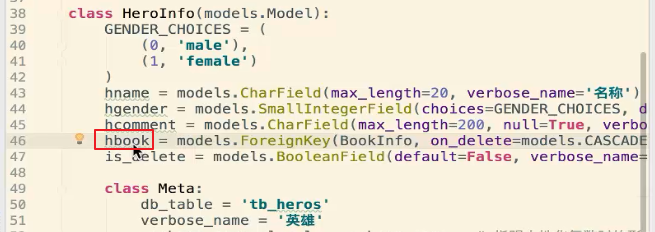 38 class HeroInfo(models.Model):
39 GENDER_CHOICES = (
40 (0, 'male'),
41 (1, 'female')
42 )
43 hname = models.CharField(max_length=20, verbose_name='名称')
44 hgender = models.SmallIntegerField(choices=GENDER_CHOICES, d
45 hcomment = models.CharField(max_length=200, null=True, verbo
46 hbook = models.ForeignKey(BookInfo, on_delete=models.CASCADE
47 is_delete = models.BooleanField(default=False, verbose_name=
48
49 class Meta:
50 db_table = 'tb_heros'
51 verbose_name = '英雄'